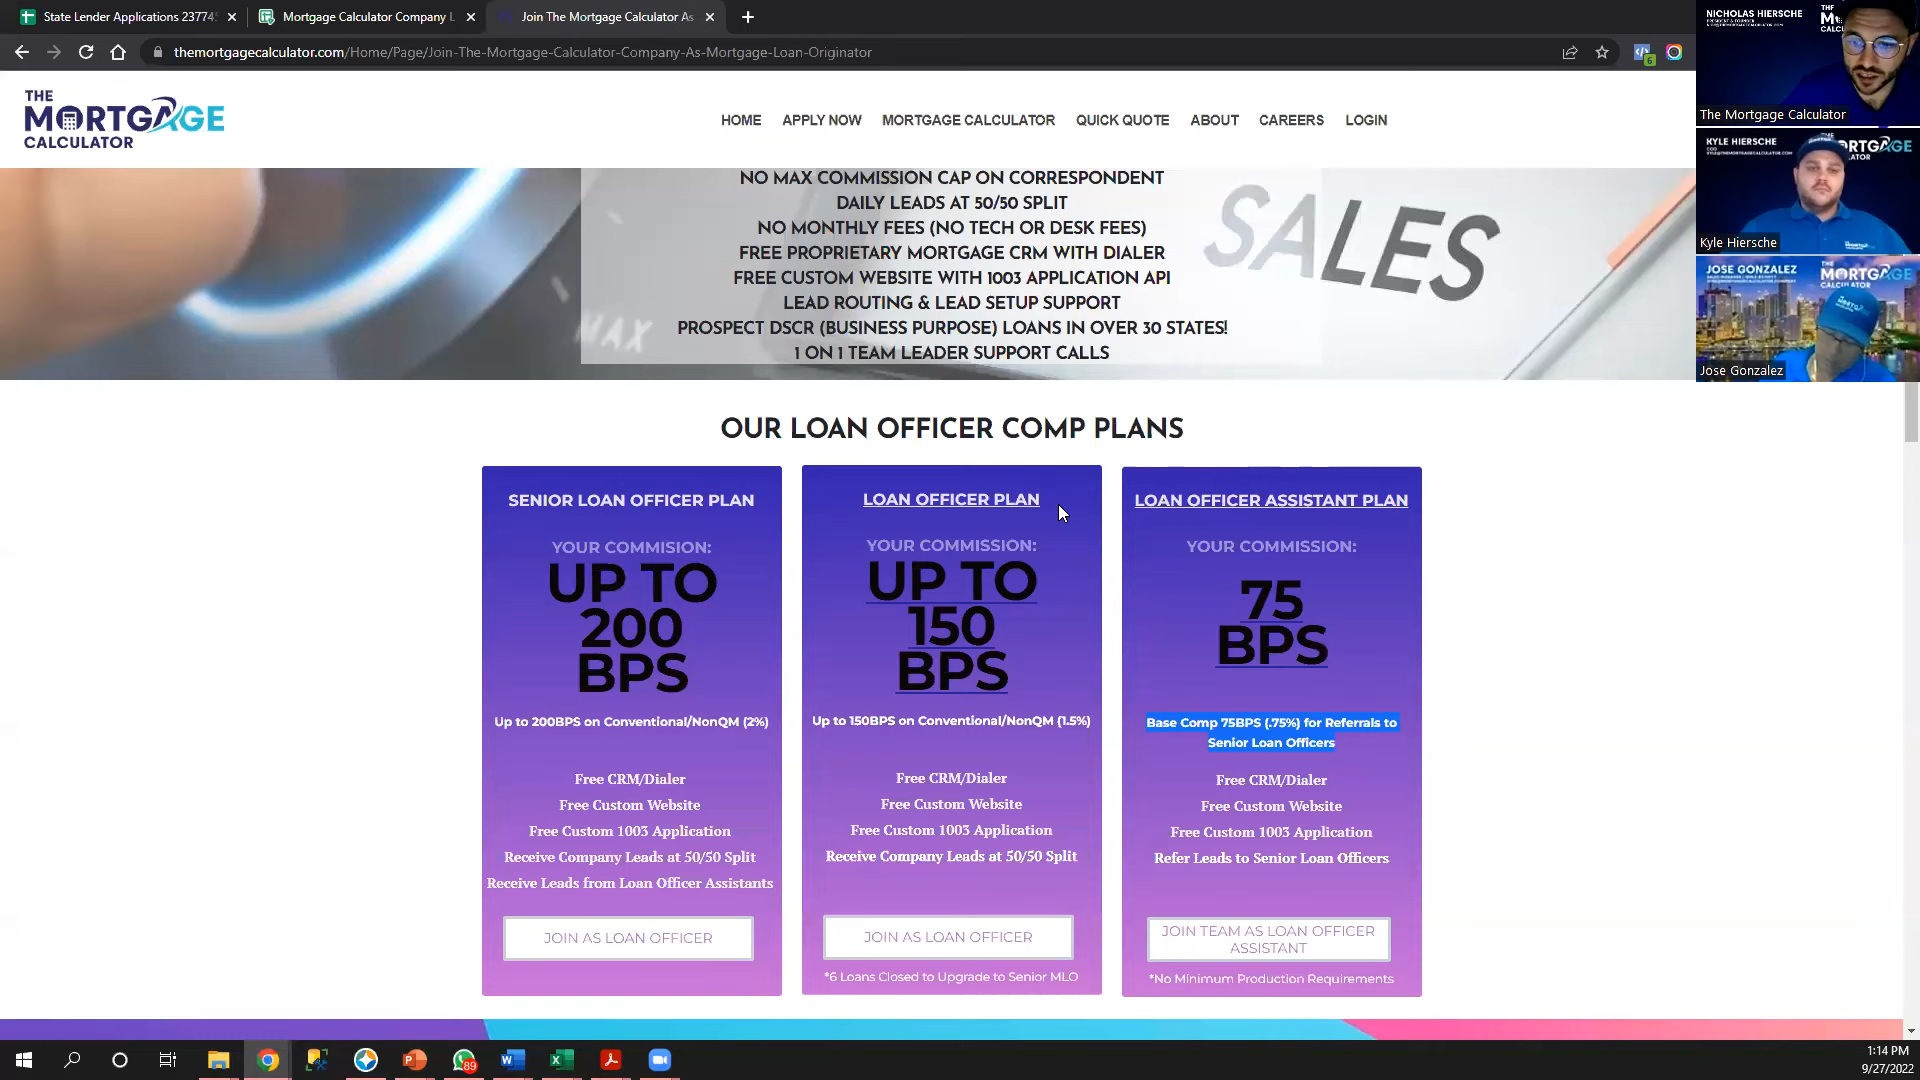 State Lender Applications 23774
Mortgage Calculator Company L
Join The Mortgage Calculator As
themortgagecalculator.com/Home/Page/Join-The-Mortgage-Calculator-Company-As-Mortgage-Loan-Originator
6
THE
MORTGAGE
CALCULATOR
HOME
APPLY NOW
MORTGAGE CALCULATOR
QUICK QUOTE
ABOUT
CAREERS
LOGIN
NO MAX COMMISSION CAP ON CORRESPONDENT
DAILY LEADS AT 50/50 SPLIT
NO MONTHLY FEES (NO TECH OR DESK FEES)
FREE PROPRIETARY MORTGAGE CRM WITH DIALER
FREE CUSTOM WEBSITE WITH 1003 APPLICATION API
LEAD ROUTING & LEAD SETUP SUPPORT
PROSPECT DSCR (BUSINESS PURPOSE) LOANS IN OVER 30 STATES!
1 ON 1 TEAM LEADER SUPPORT CALLS
MAX
SALES
NICHOLAS HIERSCHE
The Mortgage Calculator
KYLE HIERSCHE
COO
KYLE@THEMORTGAGECALCULATOR.COM
Kyle Hiersche
JOSE GONZALEZ
THE
MORTGAGE
Jose Gonzalez
OUR LOAN OFFICER COMP PLANS
SENIOR LOAN OFFICER PLAN
YOUR COMMISION:
UP TO
200
BPS
Up to 200BPS on Conventional/NonQM (2%)
Free CRM/Dialer
Free Custom Website
Free Custom 1003 Application
Receive Company Leads at 50/50 Split
Receive Leads from Loan Officer Assistants
JOIN AS LOAN OFFICER
LOAN OFFICER PLAN
YOUR COMMISSION:
UP TO
150
BPS
Up to 150BPS on Conventional/NonQM (1.5%)
Free CRM/Dialer
Free Custom Website
Free Custom 1003 Application
Receive Company Leads at 50/50 Split
JOIN AS LOAN OFFICER
*6 Loans Closed to Upgrade to Senior MLO
LOAN OFFICER ASSISTANT PLAN
YOUR COMMISSION:
75
BPS
Base Comp 75BPS (.75%) for Referrals to
Senior Loan Officers
Free CRM/Dialer
Free Custom Website
Free Custom 1003 Application
Refer Leads to Senior Loan Officers
JOIN TEAM AS LOAN OFFICER
ASSISTANT
*No Minimum Production Requirements
89
1:14 PM
9/27/2022